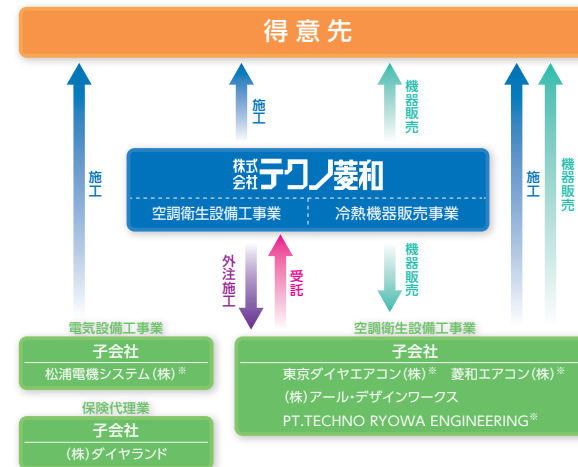 得意先
施工
施工
機器販売
施工
機器販売
株式会社テクノ菱和
空調衛生設備工事業 冷熱機器販売事業
外注施工
受託
機器販売
電気設備工事業
子会社
松浦電機システム(株)※
保険代理業
子会社
(株)ダイヤランド
空調衛生設備工事業
子会社
東京ダイヤエアコン(株)※ 菱和エアコン(株)※
(株)アール・デザインワークス
PT.TECHNO RYOWA ENGINEERING※